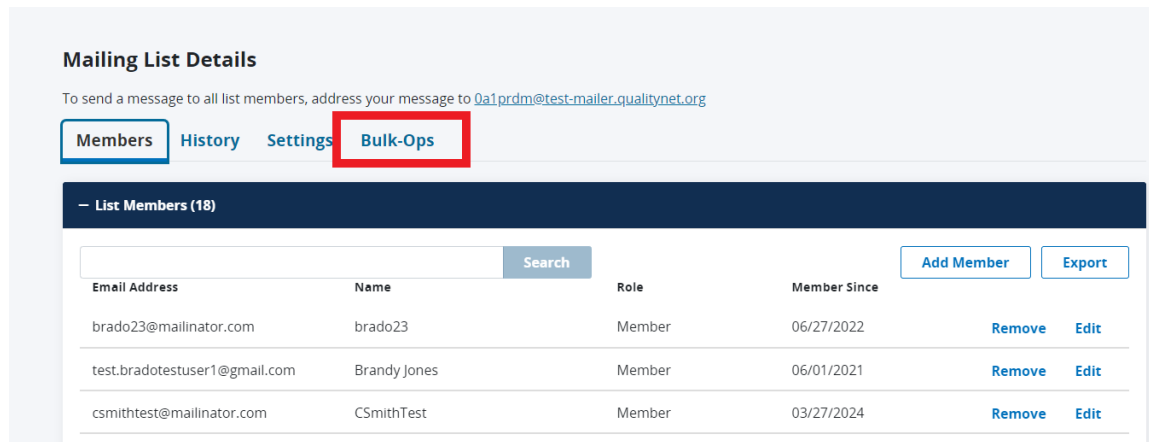 Mailing List Details
To send a message to all list members, address your message to 0a1prdm@test-mailer.qualitynet.org
Members History Settings Bulk-Ops
– List Members (18)
Search Add Member Export
Email Address Name Role Member Since
brado23@mailinator.com brado23 Member 06/27/2022 Remove Edit
test.bradotestuser1@gmail.com Brandy Jones Member 06/01/2021 Remove Edit
csmithtest@mailinator.com CSmithTest Member 03/27/2024 Remove Edit